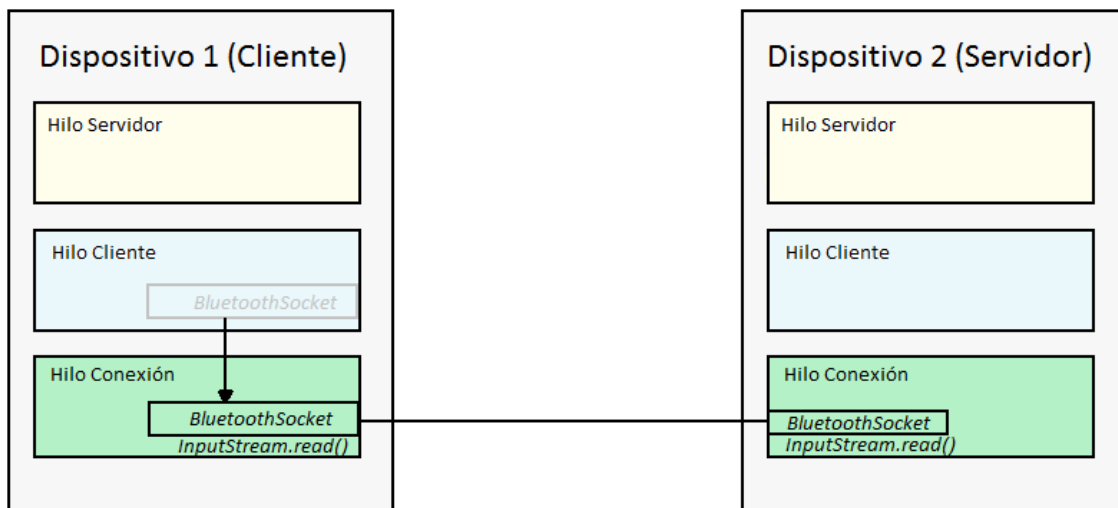 Dispositivo 1 (Cliente)
Hilo Servidor
Hilo Cliente
BluetoothSocket
Hilo Conexión
BluetoothSocket
InputStream.read()
Dispositivo 2 (Servidor)
Hilo Servidor
Hilo Cliente
Hilo Conexión
BluetoothSocket
InputStream.read()